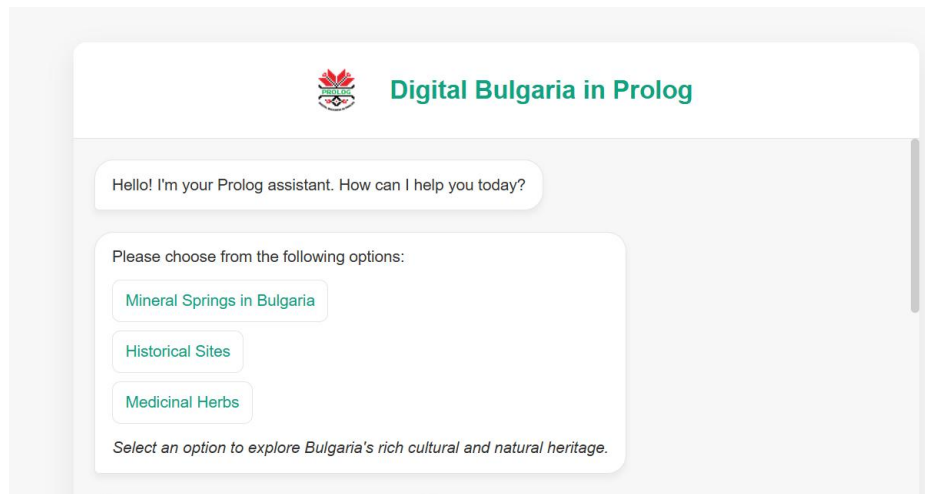 PROLOG
Digital Bulgaria in Prolog
Hello! I'm your Prolog assistant. How can I help you today?
Please choose from the following options:
Mineral Springs in Bulgaria
Historical Sites
Medicinal Herbs
Select an option to explore Bulgaria's rich cultural and natural heritage.